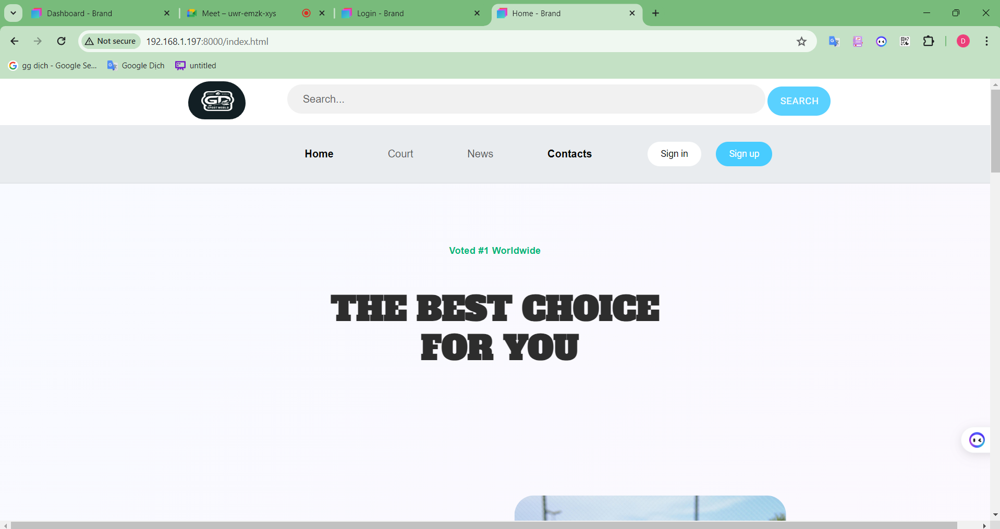 Dashboard - Brand
Meet – uwr-emzk-xys
Login - Brand
Home - Brand
Not secure
192.168.1.197:8000/index.html
D
gg dịch - Google Se...
Google Dịch
untitled
GD
SPORT WORLD
Search...
SEARCH
Home
Court
News
Contacts
Sign in
Sign up
Voted #1 Worldwide
THE BEST CHOICE
FOR YOU